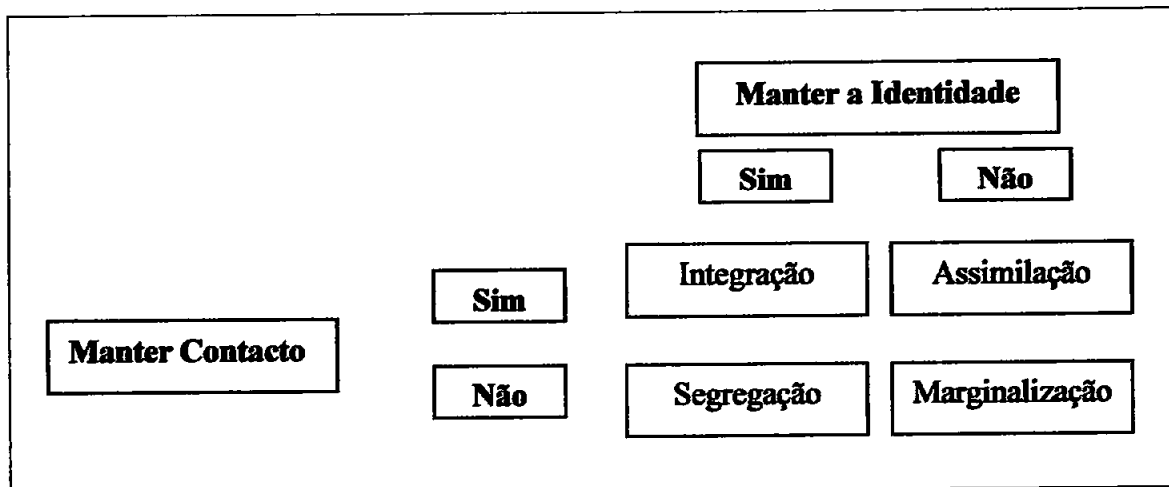 Manter a Identidade
Sim Não
Sim Integração Assimilação
Manter Contacto
Não Segregação Marginalização